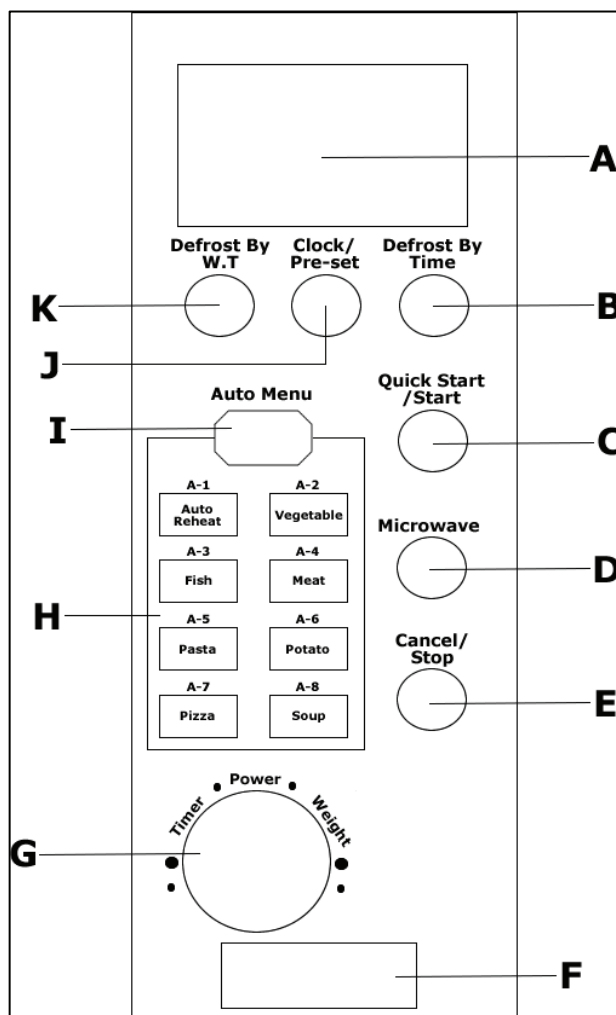 A
Defrost By
W.T
Clock/
Pre-set
Defrost By
Time
K
B
J
Quick Start
/Start
Auto Menu
I
C
A-1
A-2
Auto
Reheat
Vegetable
Microwave
A-3
A-4
Fish
Meat
D
H
A-5
A-6
Pasta
Potato
Cancel/
Stop
A-7
A-8
Pizza
Soup
E
Timer
Power
Weight
G
F